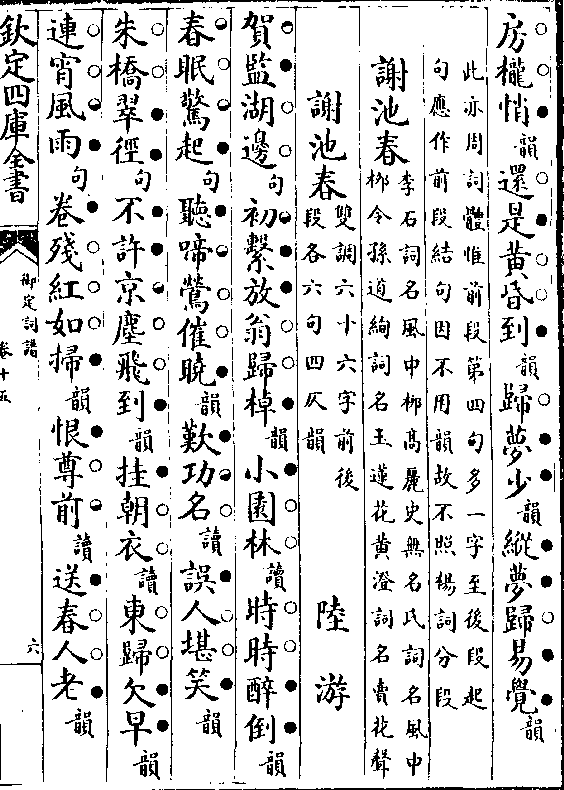 房櫳悄韻還是黄昏到韻歸夢少韻縱夢歸易覺韻
此亦周詞體惟前段第四句多一字至後段起
句應作前段結句因不用韻故不照楊詞分段
謝池春李石詞名風中栁高麗史無名氏詞名風中
栁令孫道絢詞名玉蓮花黄澄詞名賣花聲
謝池春雙調六十六字前後
段各六句四仄韻
陸游
賀監湖邊句初繫放翁歸棹韻小園林讀時時醉倒韻
春眠驚起句聽啼鶯催曉韻歎功名讀誤人堪笑韻
朱橋翠徑句不許京塵飛到韻挂朝衣讀東歸欠早韻
連宵風雨句卷殘紅如掃韻恨尊前讀送春人老韻
欽定四庫全書
御定詞譜
卷十五
六